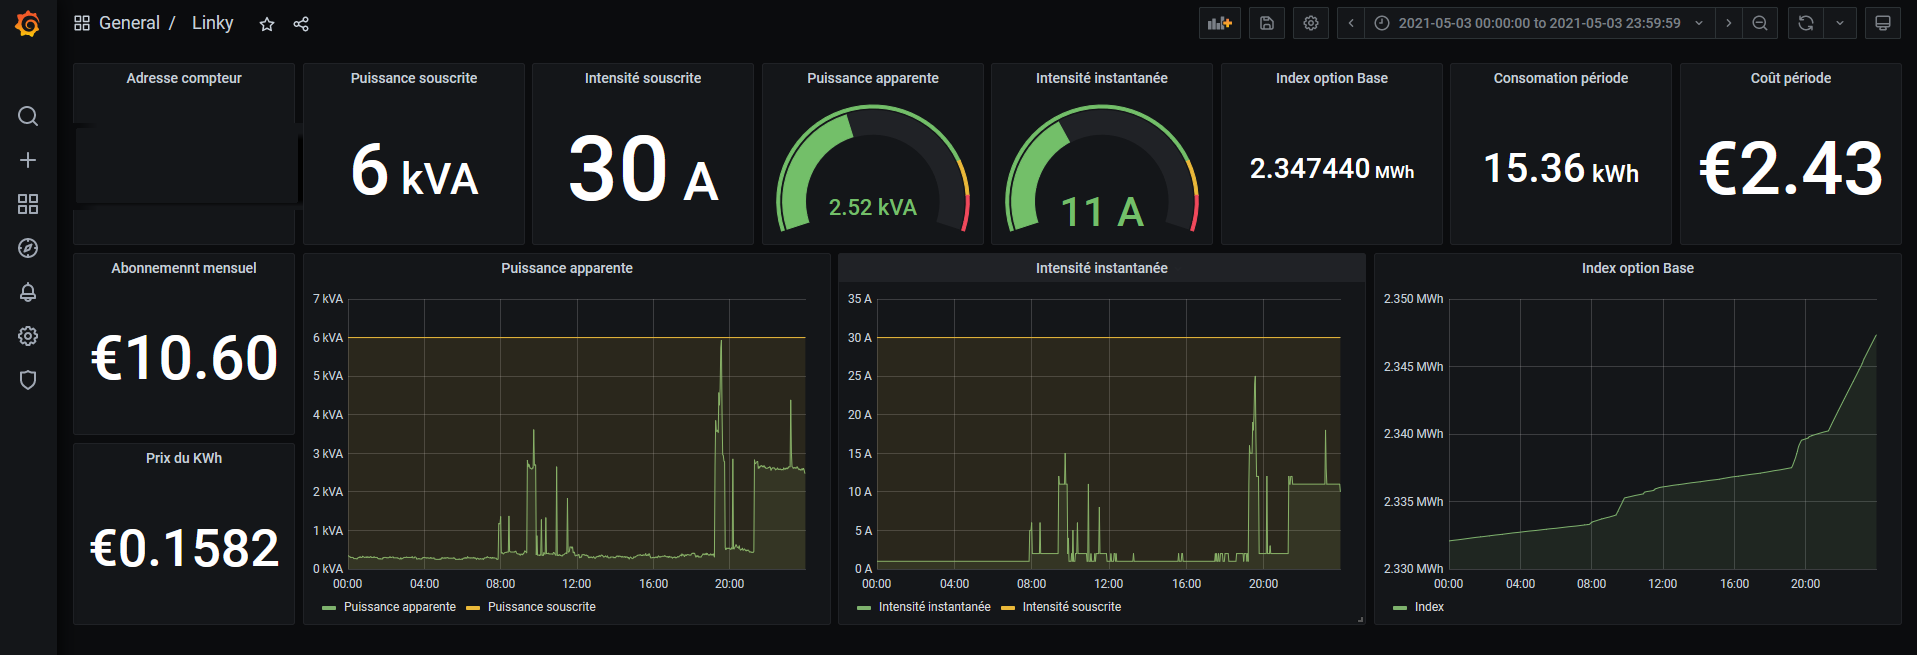 General / Linky
2021-05-03 00:00:00 to 2021-05-03 23:59:59
Adresse compteur
Puissance souscrite
6 kVA
Intensité souscrite
30 A
Puissance apparente
2.52 kVA
Intensité instantanée
11 A
Index option Base
2.347440 MWh
Consomation période
15.36 kWh
Coût période
€2.43
Abonnemennt mensuel
€10.60
Prix du KWh
€0.1582
Puissance apparente
7 kVA
6 kVA
5 kVA
4 kVA
3 kVA
2 kVA
1 kVA
0 kVA
00:00 04:00 08:00 12:00 16:00 20:00
Puissance apparente Puissance souscrite
Intensité instantanée
35 A
30 A
25 A
20 A
15 A
10 A
5 A
0 A
00:00 04:00 08:00 12:00 16:00 20:00
Intensité instantanée Intensité souscrite
Index option Base
2.350 MWh
2.345 MWh
2.340 MWh
2.335 MWh
2.330 MWh
00:00 04:00 08:00 12:00 16:00 20:00
Index